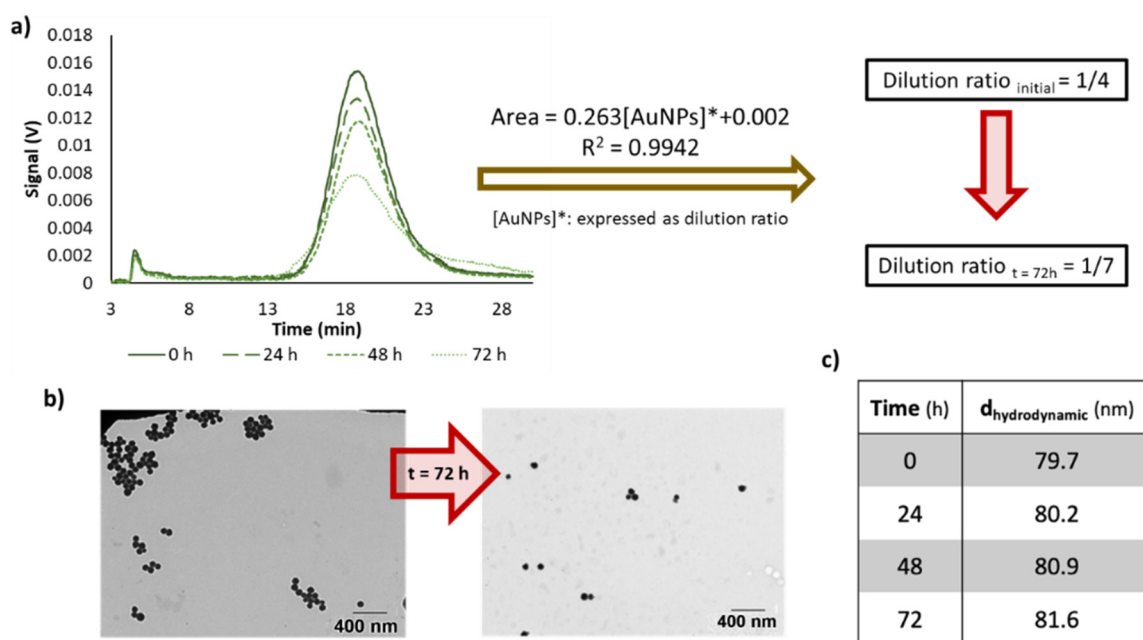 a)
Signal (V)
0.018
0.016
0.014
0.012
0.01
0.008
0.006
0.004
0.002
0
3 8 13 18 23 28
Time (min)
0 h 24 h 48 h 72 h
Area = 0.263[AuNPs]*+0.002
R² = 0.9942
[AuNPs]*: expressed as dilution ratio
Dilution ratio initial = 1/4
Dilution ratio t = 72h = 1/7
b)
t = 72 h
400 nm
400 nm
c)
Time (h) dhydrodynamic (nm)
0 79.7
24 80.2
48 80.9
72 81.6